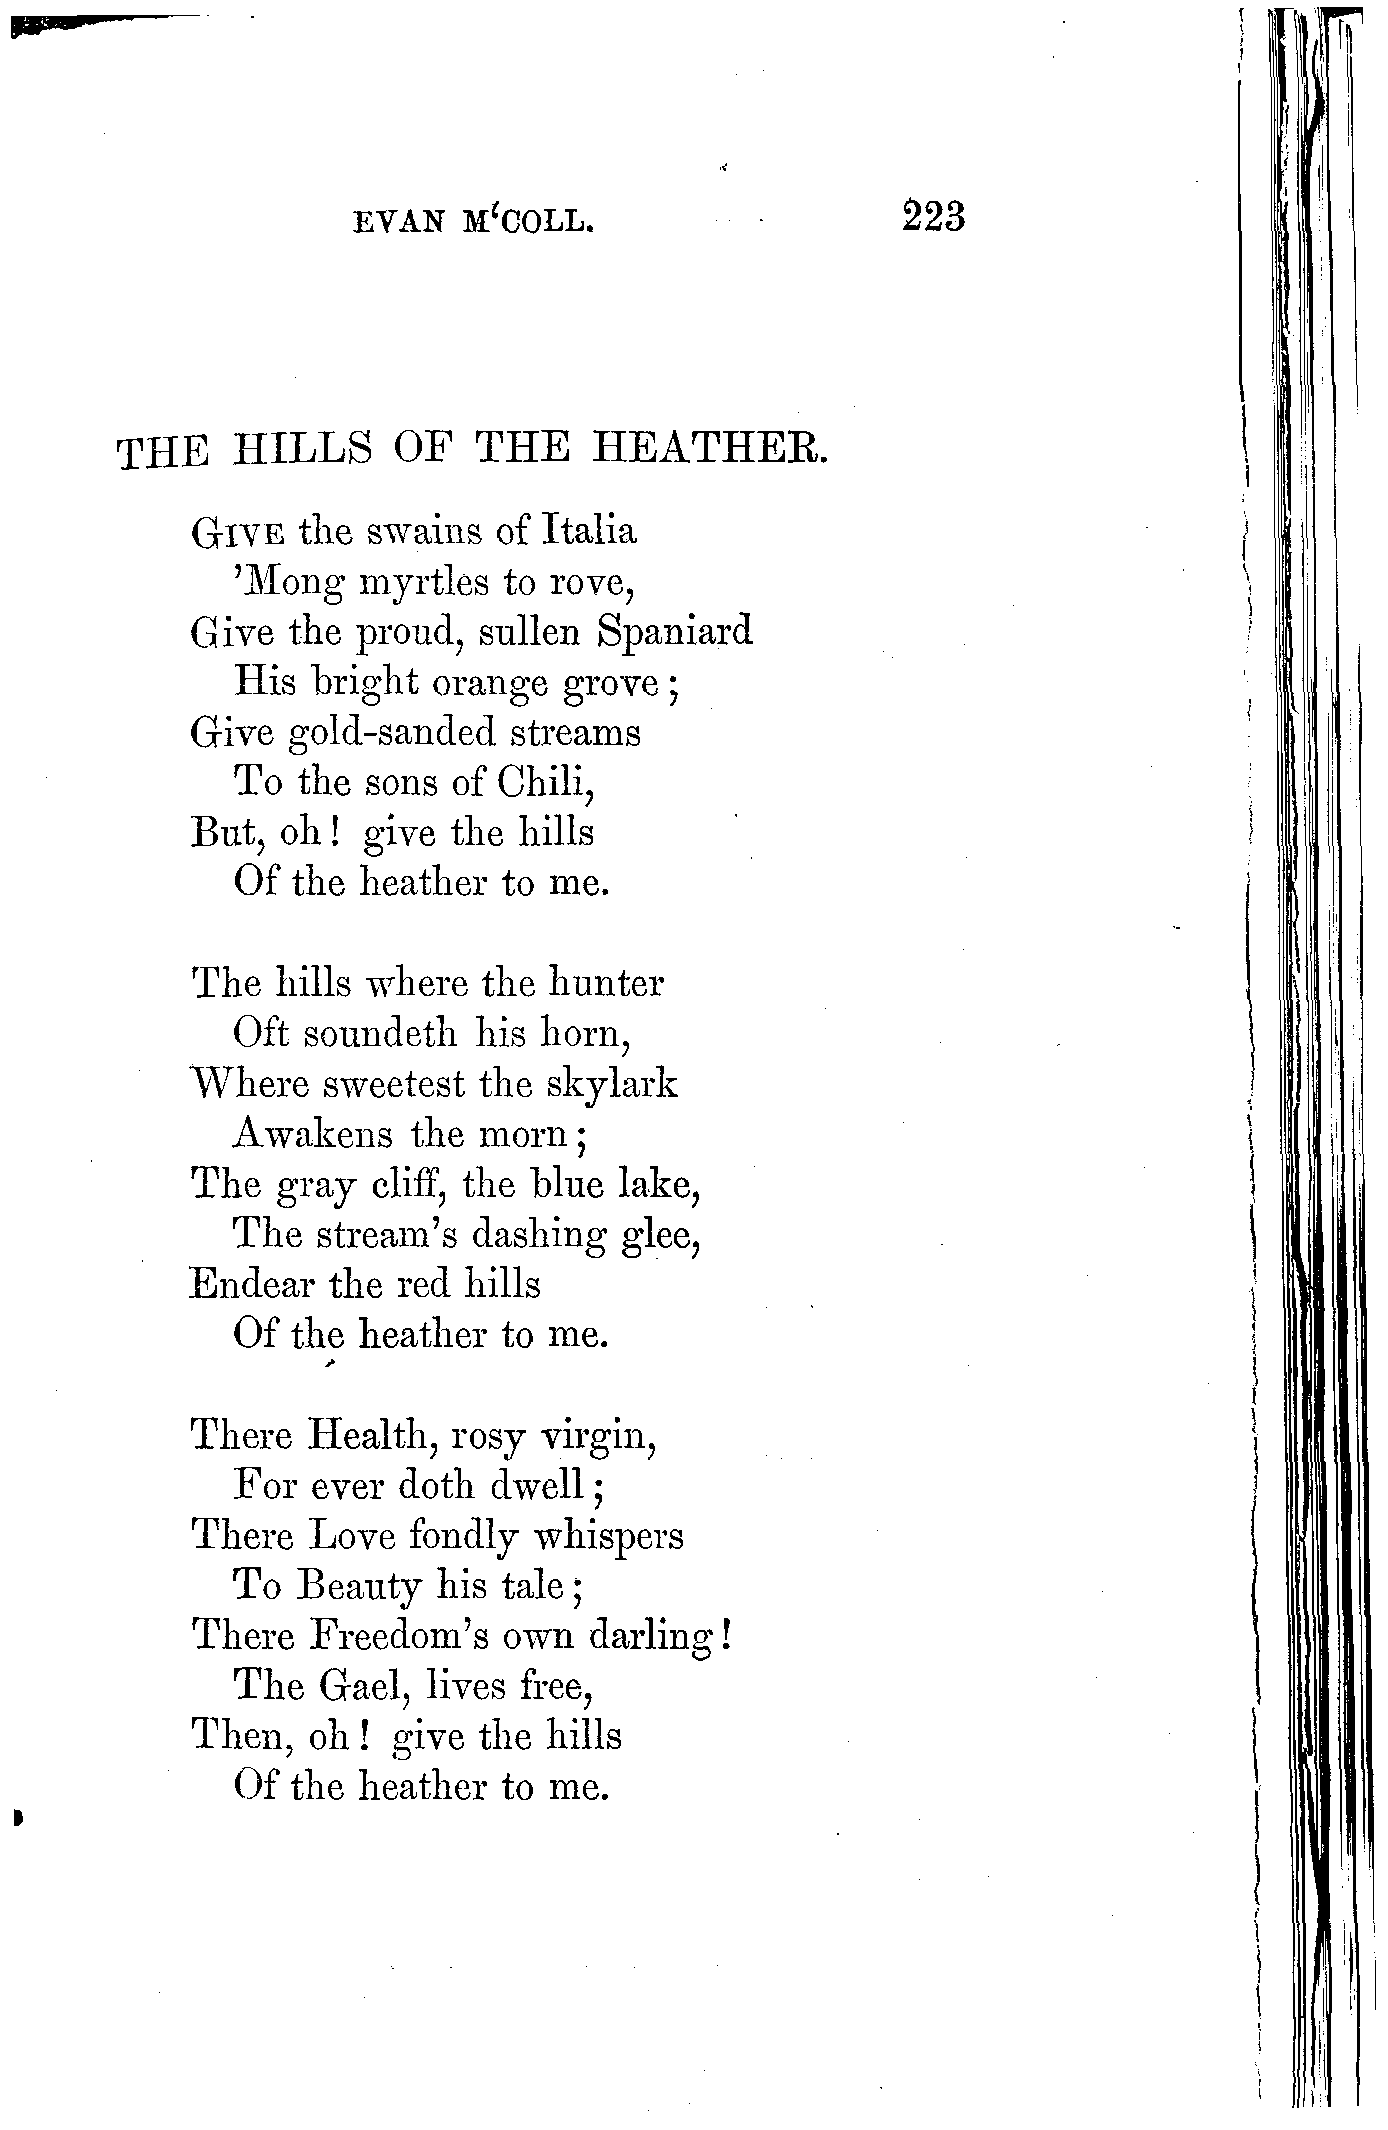 EVAN M‘COLL. 223
THE HILLS OF THE HEATHER.
GIVE the swains of Italia
’Mong myrtles to rove,
Give the proud, sullen Spaniard
His bright orange grove ;
Give gold-sanded streams
To the sons of Chili,
But, oh ! give the hills
Of the heather to me.
The hills where the hunter
Oft soundeth his horn,
Where sweetest the skylark
Awakens the morn ;
The gray cliff, the blue lake,
The stream’s dashing glee,
Endear the red hills
Of the heather to me.
There Health, rosy virgin,
For ever doth dwell ;
There Love fondly whispers
To Beauty his tale ;
There Freedom’s own darling !
The Gael, lives free,
Then, oh ! give the hills
Of the heather to me.